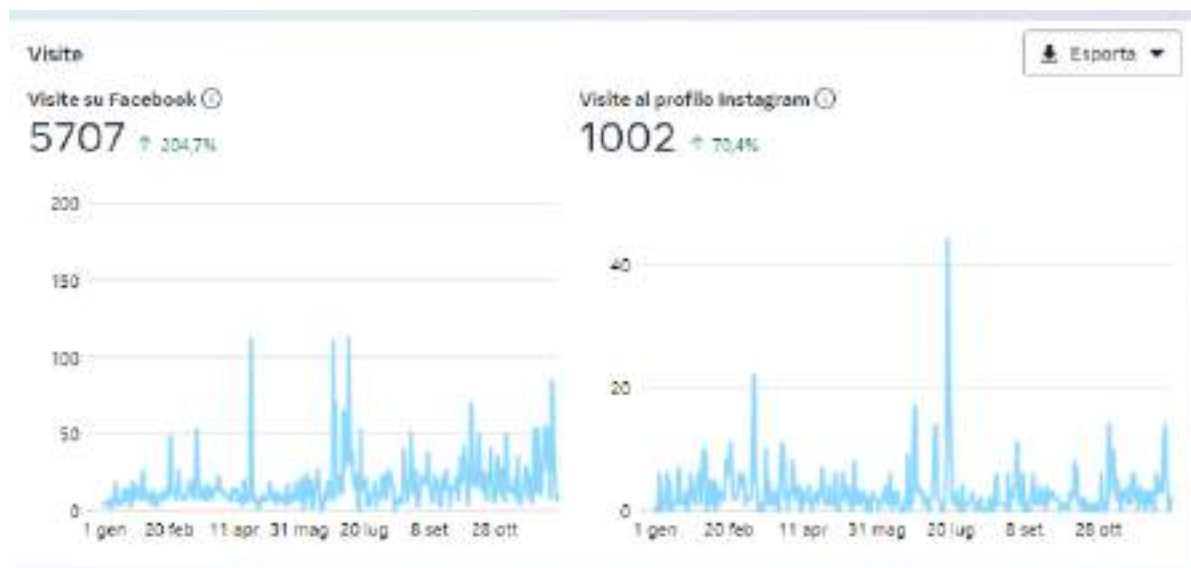 Visite
Esporta
Visite su Facebook
5707 ↑ 204,7%
200
150
100
50
0
1 gen 20 feb 11 apr 31 mag 20 lug 8 set 28 ott
Visite al profilo Instagram
1002 ↑ 70,4%
40
20
0
1 gen 20 feb 11 apr 31 mag 20 lug 8 set 28 ott